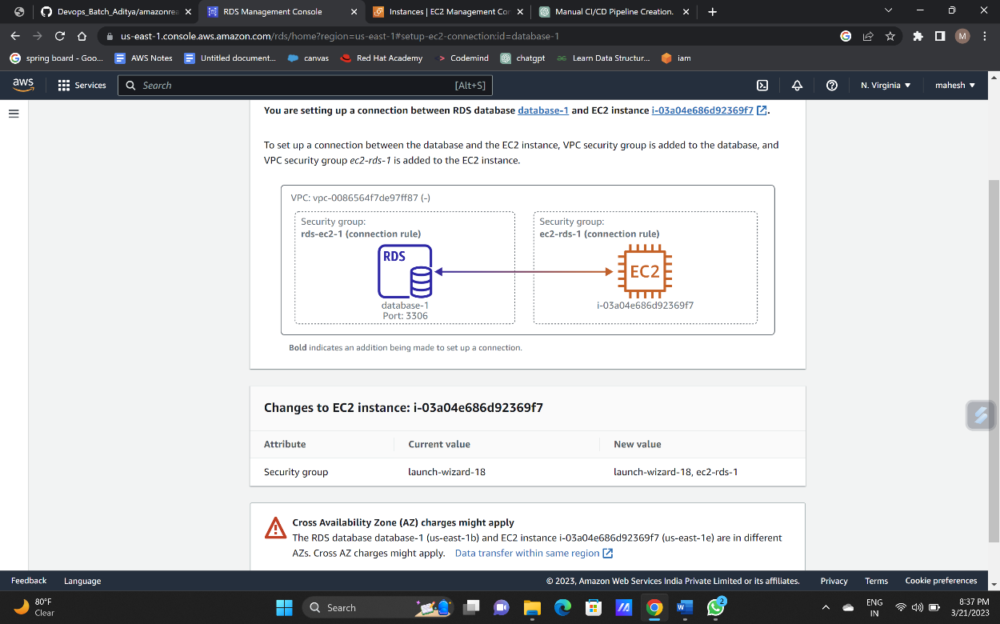 Devops_Batch_Aditya/amazonrea
RDS Management Console
Instances | EC2 Management Cor
Manual CI/CD Pipeline Creation.
us-east-1.console.aws.amazon.com/rds/home?region=us-east-1#setup-ec2-connection:id=database-1
M
spring board - Goo...
AWS Notes
Untitled document...
canvas
Red Hat Academy
Codemind
chatgpt
Learn Data Structur...
iam
aws
Services
Search
[Alt+S]
N. Virginia
mahesh
You are setting up a connection between RDS database database-1 and EC2 instance i-03a04e686d92369f7.
To set up a connection between the database and the EC2 instance, VPC security group is added to the database, and
VPC security group ec2-rds-1 is added to the EC2 instance.
VPC: vpc-0086564f7de97ff87 (-)
Security group:
rds-ec2-1 (connection rule)
RDS
database-1
Port: 3306
Security group:
ec2-rds-1 (connection rule)
EC2
i-03a04e686d92369f7
Bold indicates an addition being made to set up a connection.
Changes to EC2 instance: i-03a04e686d92369f7
Attribute
Current value
New value
Security group
launch-wizard-18
launch-wizard-18, ec2-rds-1
Cross Availability Zone (AZ) charges might apply
The RDS database database-1 (us-east-1b) and EC2 instance i-03a04e686d92369f7 (us-east-1e) are in different
AZs. Cross AZ charges might apply. Data transfer within same region
Feedback
Language
© 2023, Amazon Web Services India Private Limited or its affiliates.
Privacy
Terms
Cookie preferences
80°F
Clear
Search
2
ENG
IN
8:37 PM
3/21/2023